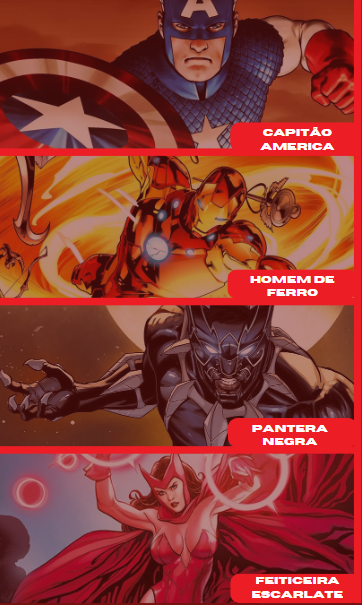 A
CAPITÃO
AMERICA
HOMEM DE
FERRO
PANTERA
NEGRA
FEITICEIRA
ESCARLATE